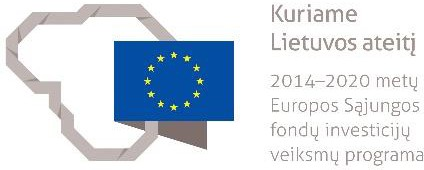 Kuriame
Lietuvos ateitį
2014–2020 metų
Europos Sąjungos
fondų investicijų
veiksmų programa